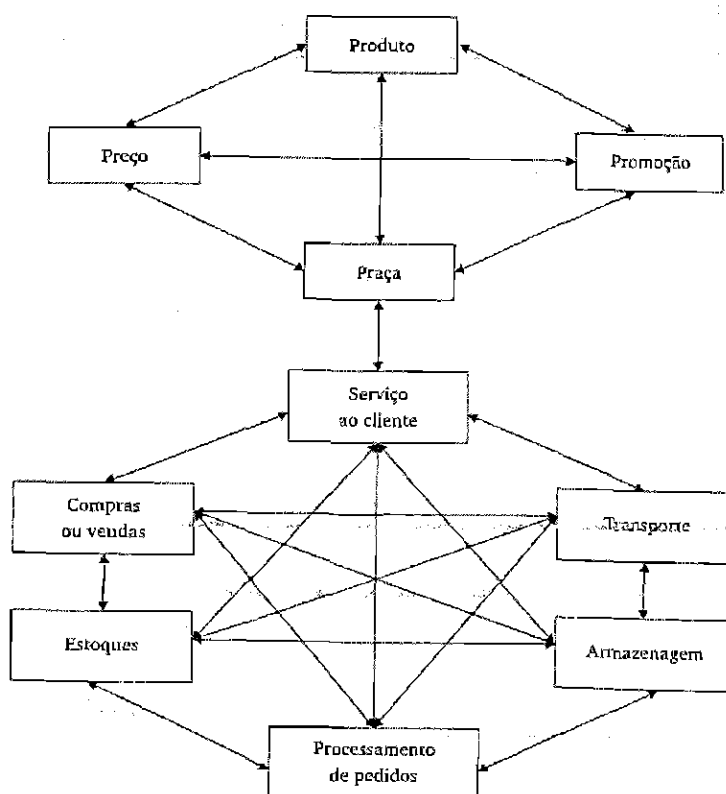 Produto
Preço
Promoção
Praça
Serviço
ao cliente
Compras
ou vendas
Transporte
Estoques
Armazenagem
Processamento
de pedidos